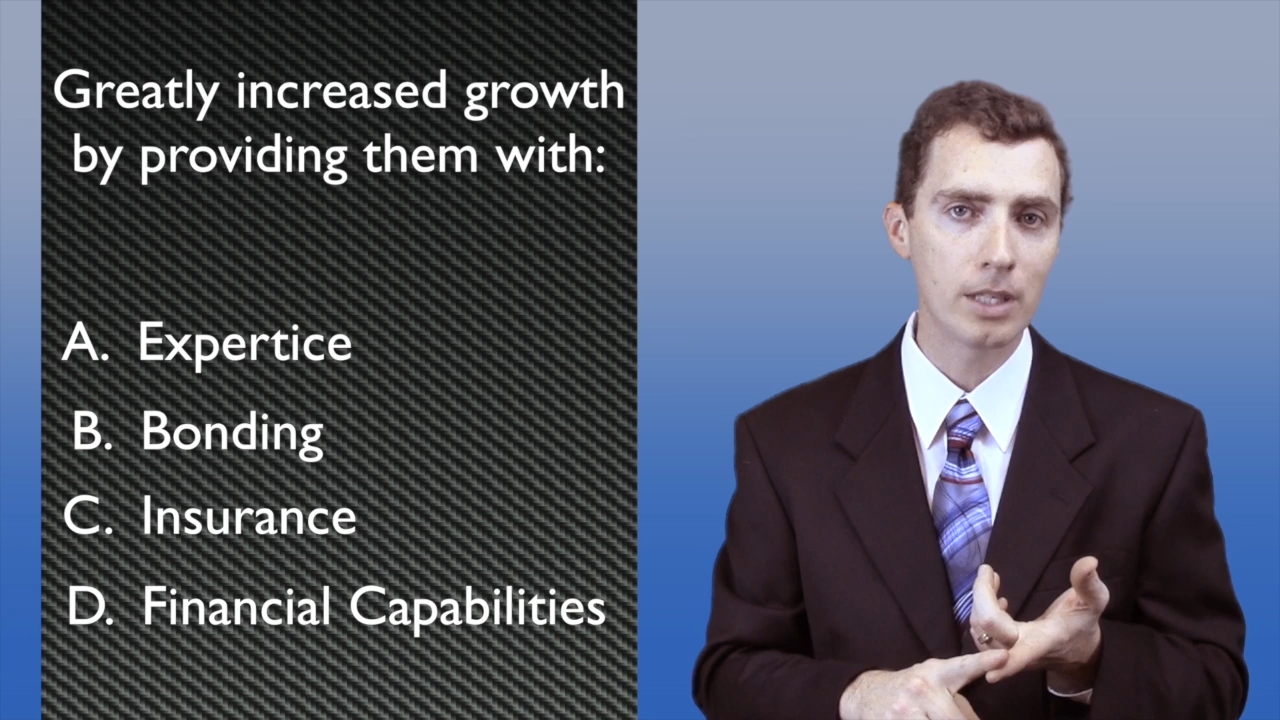 Greatly increased growth
by providing them with:
A. Expertice
B. Bonding
C. Insurance
D. Financial Capabilities